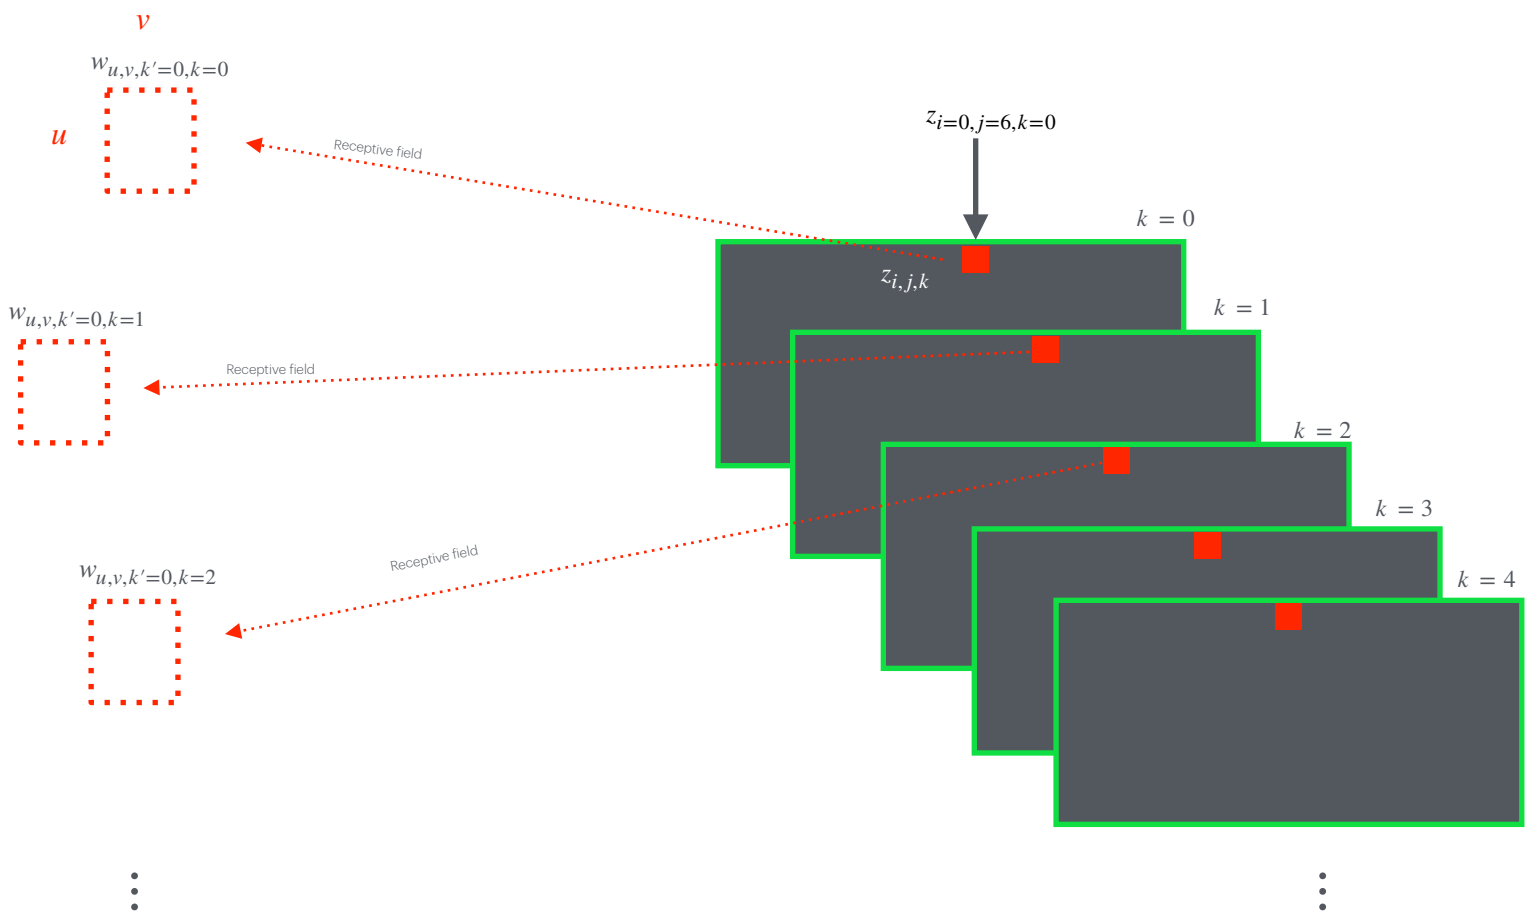 v
w_{u,v,k′=0,k=0}
u
Receptive field
z_{i=0,j=6,k=0}
k = 0
z_{i,j,k}
k = 1
w_{u,v,k′=0,k=1}
Receptive field
k = 2
k = 3
Receptive field
w_{u,v,k′=0,k=2}
k = 4